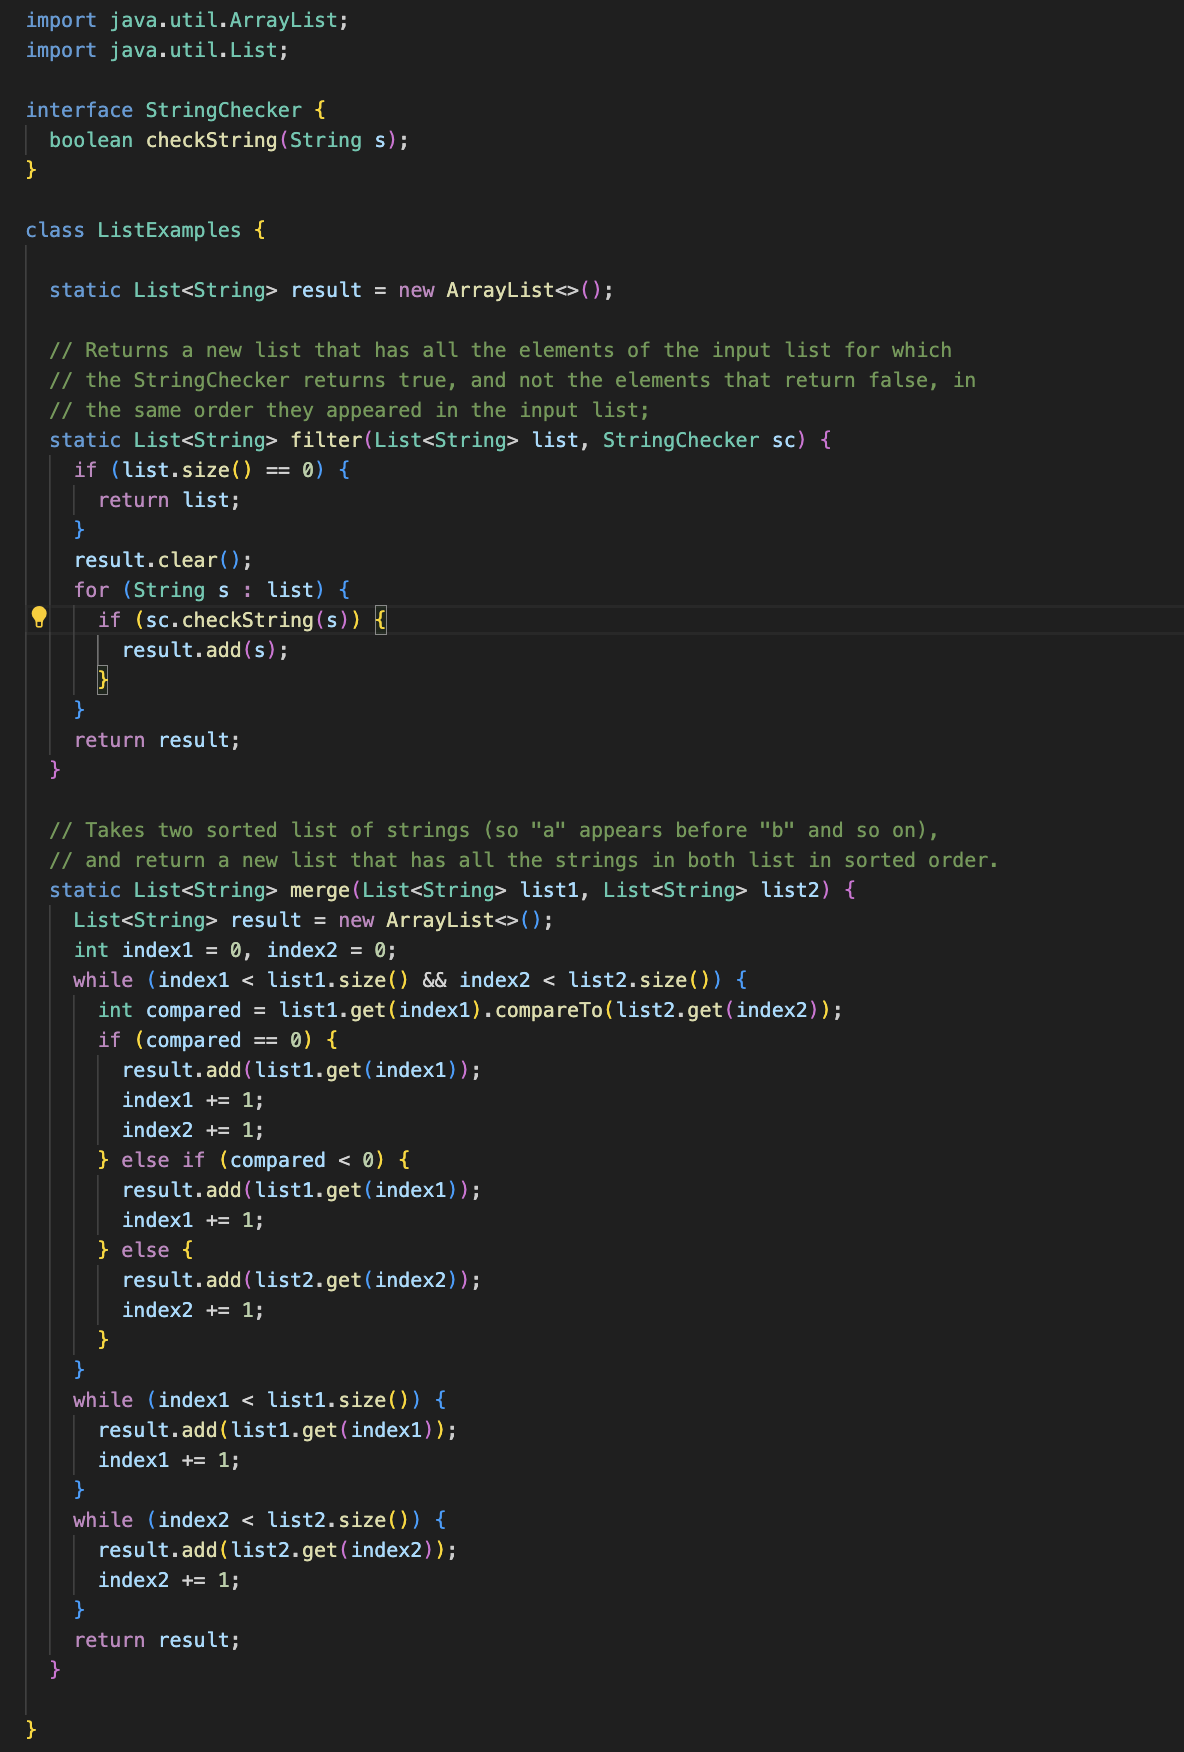 import java.util.ArrayList;
import java.util.List;

interface StringChecker {
  boolean checkString(String s);
}

class ListExamples {

  static List<String> result = new ArrayList<>();

  // Returns a new list that has all the elements of the input list for which
  // the StringChecker returns true, and not the elements that return false, in
  // the same order they appeared in the input list;
  static List<String> filter(List<String> list, StringChecker sc) {
    if (list.size() == 0) {
      return list;
    }
    result.clear();
    for (String s : list) {
      if (sc.checkString(s)) {
        result.add(s);
      }
    }
    return result;
  }

  // Takes two sorted list of strings (so "a" appears before "b" and so on),
  // and return a new list that has all the strings in both list in sorted order.
  static List<String> merge(List<String> list1, List<String> list2) {
    List<String> result = new ArrayList<>();
    int index1 = 0, index2 = 0;
    while (index1 < list1.size() && index2 < list2.size()) {
      int compared = list1.get(index1).compareTo(list2.get(index2));
      if (compared == 0) {
        result.add(list1.get(index1));
        index1 += 1;
        index2 += 1;
      } else if (compared < 0) {
        result.add(list1.get(index1));
        index1 += 1;
      } else {
        result.add(list2.get(index2));
        index2 += 1;
      }
    }
    while (index1 < list1.size()) {
      result.add(list1.get(index1));
      index1 += 1;
    }
    while (index2 < list2.size()) {
      result.add(list2.get(index2));
      index2 += 1;
    }
    return result;
  }

}